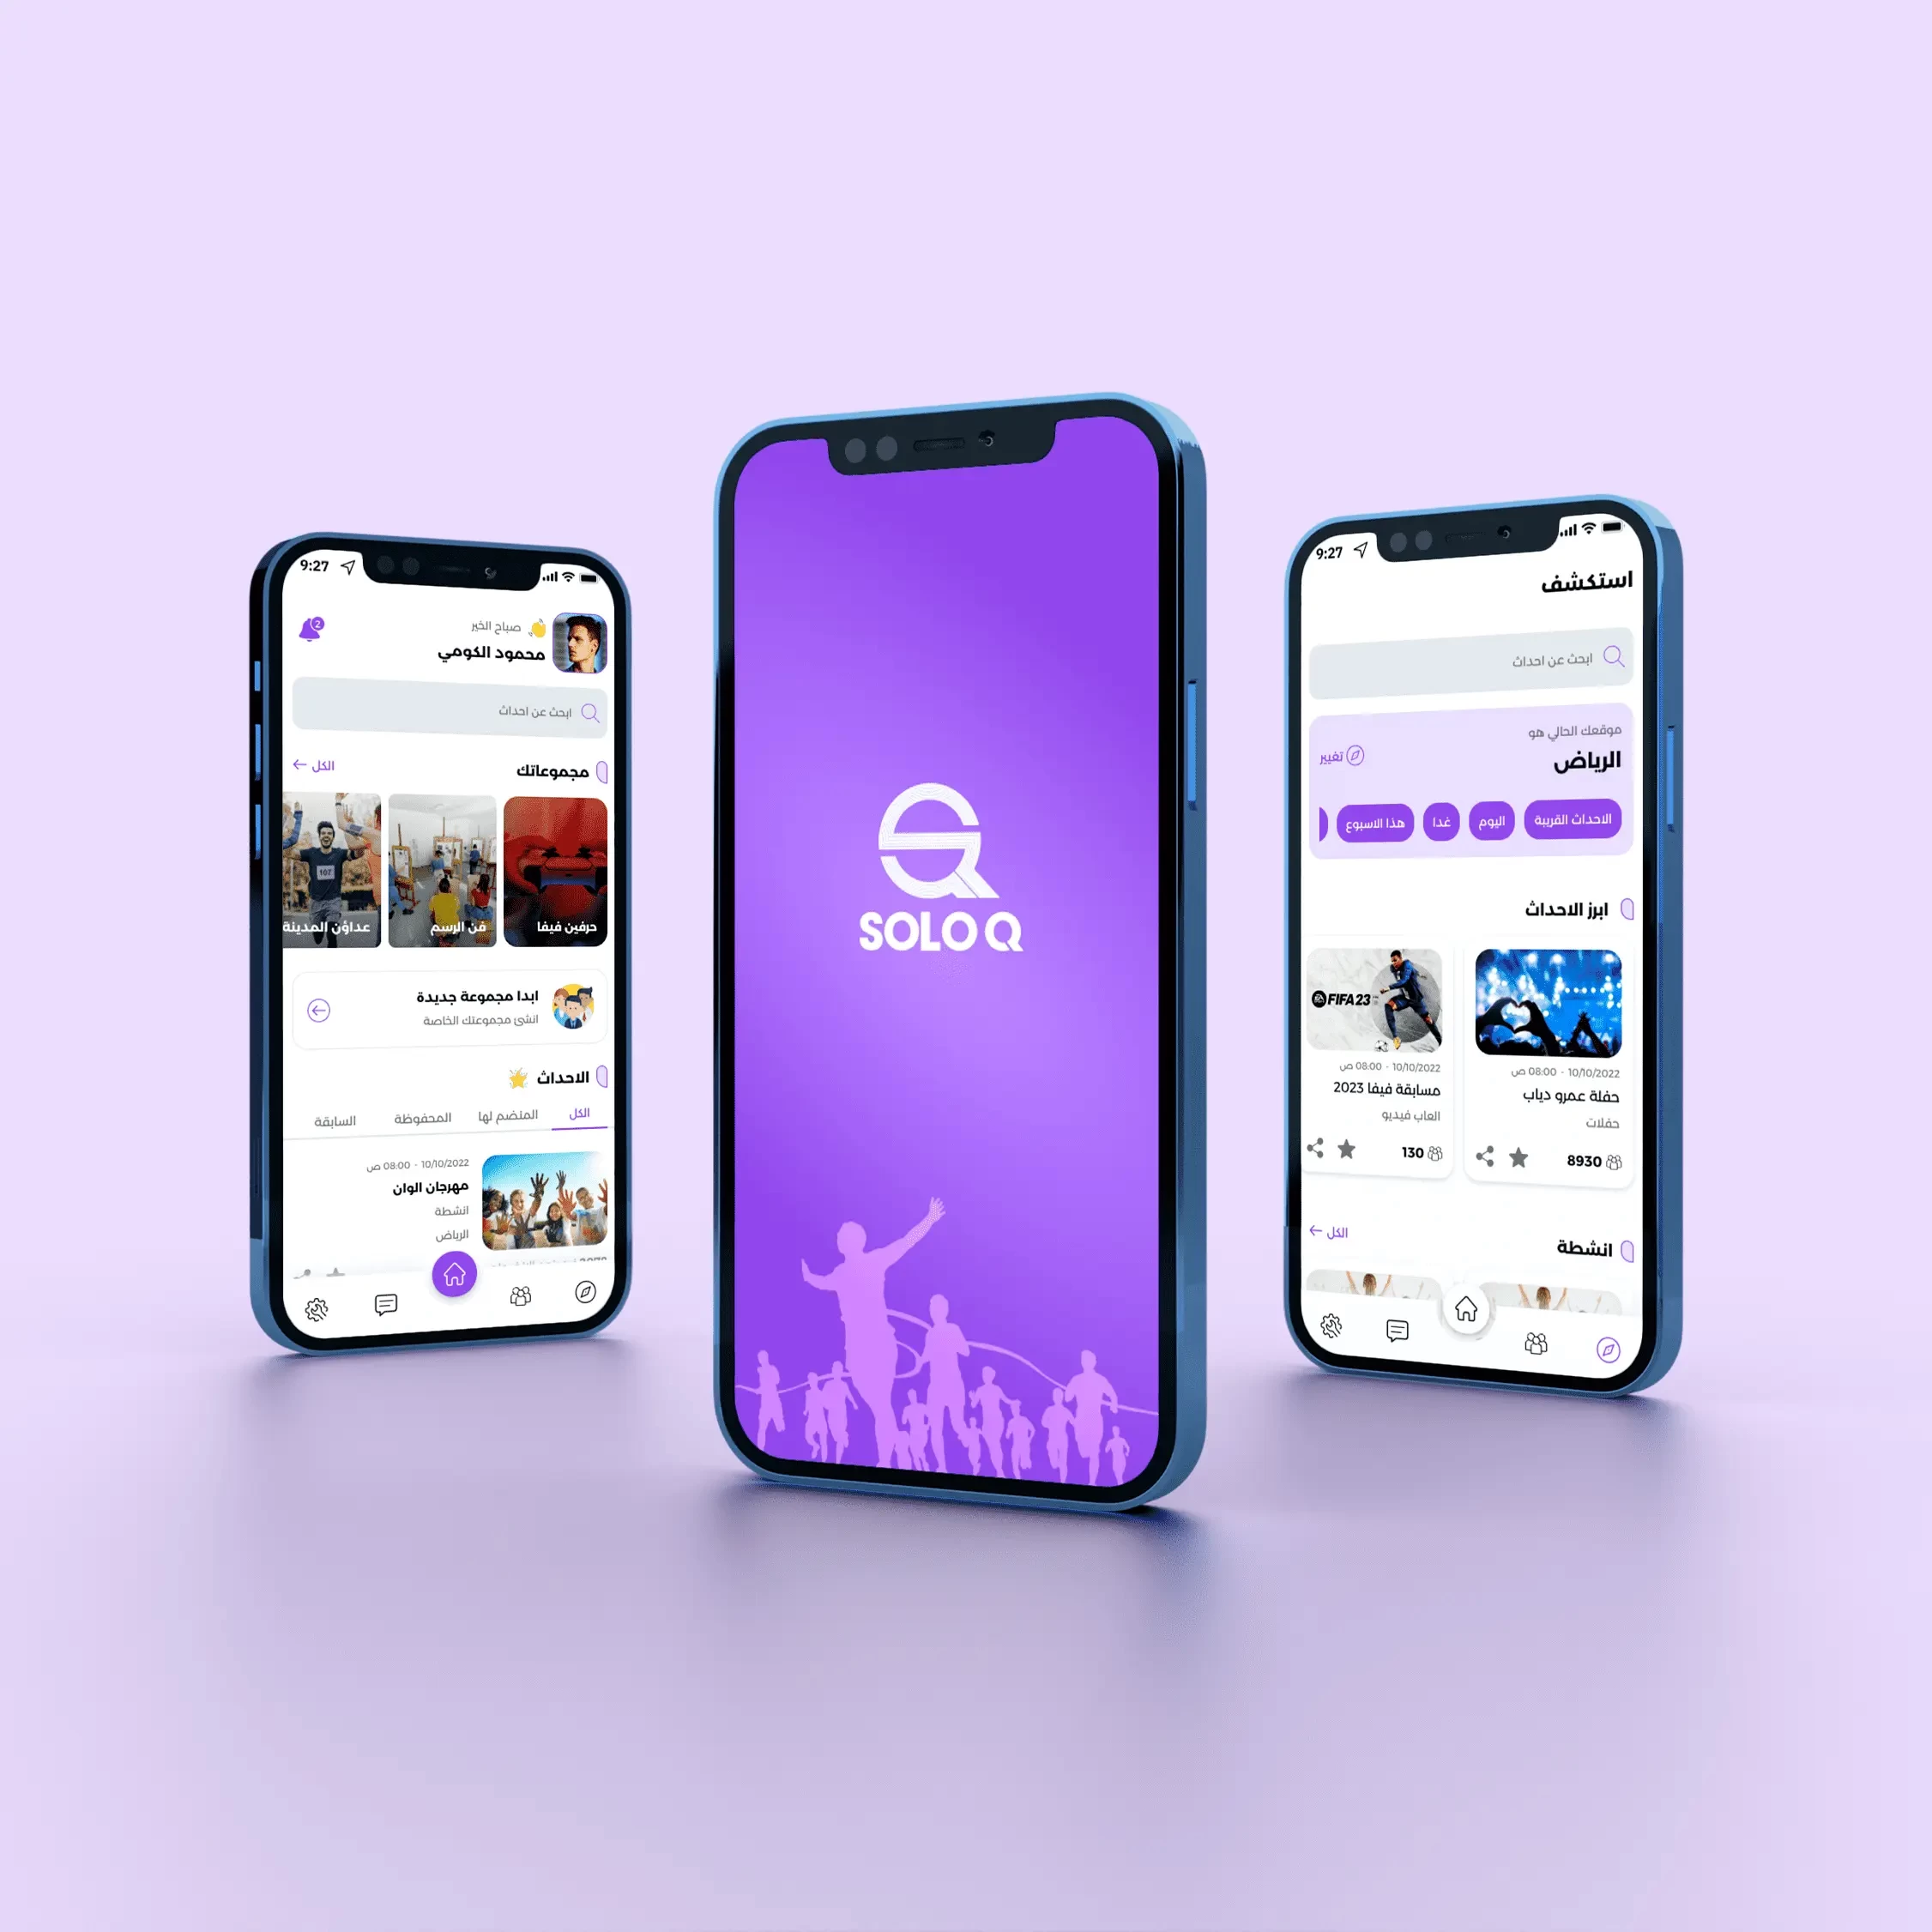 9:27
2
صباح الخير
محمود الكومي
ابحث عن احداث
مجموعاتك
الكل
حرفين فيفا
فن الرسم
عداؤن المدينة
107
ابدا مجموعة جديدة
انشئ مجموعتك الخاصة
الاحداث
الكل
المنضم لها
المحفوظة
السابقة
10/10/2022 - 08:00 ص
مهرجان الوان
انشطة
الرياض
SOLO Q
9:27
استكشف
ابحث عن احداث
موقعك الحالي هو
الرياض
تغيير
الاحداث القريبة
اليوم
غدا
هذا الاسبوع
ابرز الاحداث
10/10/2022 - 08:00 ص
حفلة عمرو دياب
حفلات
8930
EA FIFA 23
10/10/2022 - 08:00 ص
مسابقة فيفا 2023
العاب فيديو
130
انشطة
الكل